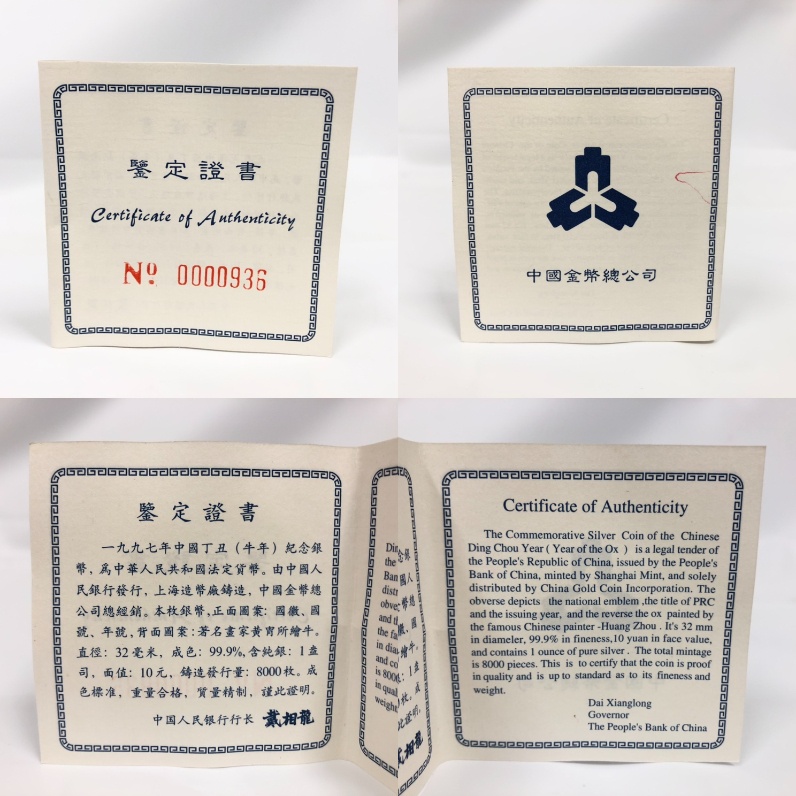 鑒定證書
Certificate of Authenticity
Nº 0000936
中國金幣總公司
鑒定證書
一九九七年中國丁丑（牛年）紀念銀
幣，爲中華人民共和國法定貨幣。由中國人
民銀行發行，上海造幣廠鑄造，中國金幣總
公司總經銷。本枚銀幣，正面圖案：國徽、國
號、年號，背面圖案：著名畫家黃胄所繪牛。
直徑：32毫米，成色：99.9%，含純銀：1盎
司，面值：10元，鑄造發行量：8000枚。成
色標准，重量合格，質量精制，謹此證明。
中国人民銀行行长 戴相龍
Certificate of Authenticity
The Commemorative Silver Coin of the Chinese
Ding Chou Year ( Year of the Ox ) is a legal tender of
the People's Republic of China, issued by the People's
Bank of China, minted by Shanghai Mint, and solely
distributed by China Gold Coin Incorporation. The
obverse depicts the national emblem ,the title of PRC
and the issuing year, and the reverse the ox painted by
the famous Chinese painter -Huang Zhou . It's 32 mm
in diameler, 99.9% in fineness,10 yuan in face value,
and contains 1 ounce of pure silver . The total mintage
is 8000 pieces. This is to certify that the coin is proof
in quality and is up to standard as to its fineness and
weight.
Dai Xianglong
Governor
The People's Bank of China